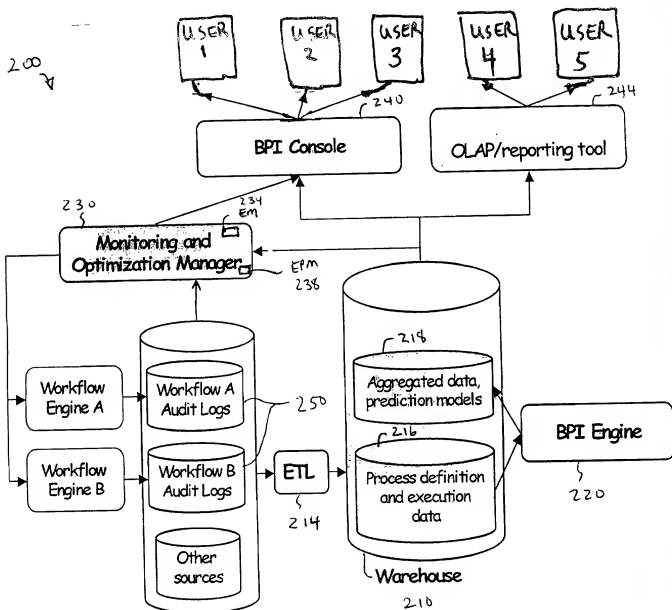 200
USER 1
USER 2
USER 3
USER 4
USER 5
240
244
BPI Console
OLAP/reporting tool
230
234
EM
Monitoring and
Optimization Manager
EPM
238
218
Workflow
Engine A
Workflow A
Audit Logs
250
Aggregated data,
prediction models
216
BPI Engine
220
Workflow
Engine B
Workflow B
Audit Logs
ETL
214
Process definition
and execution
data
Other
sources
Warehouse
210